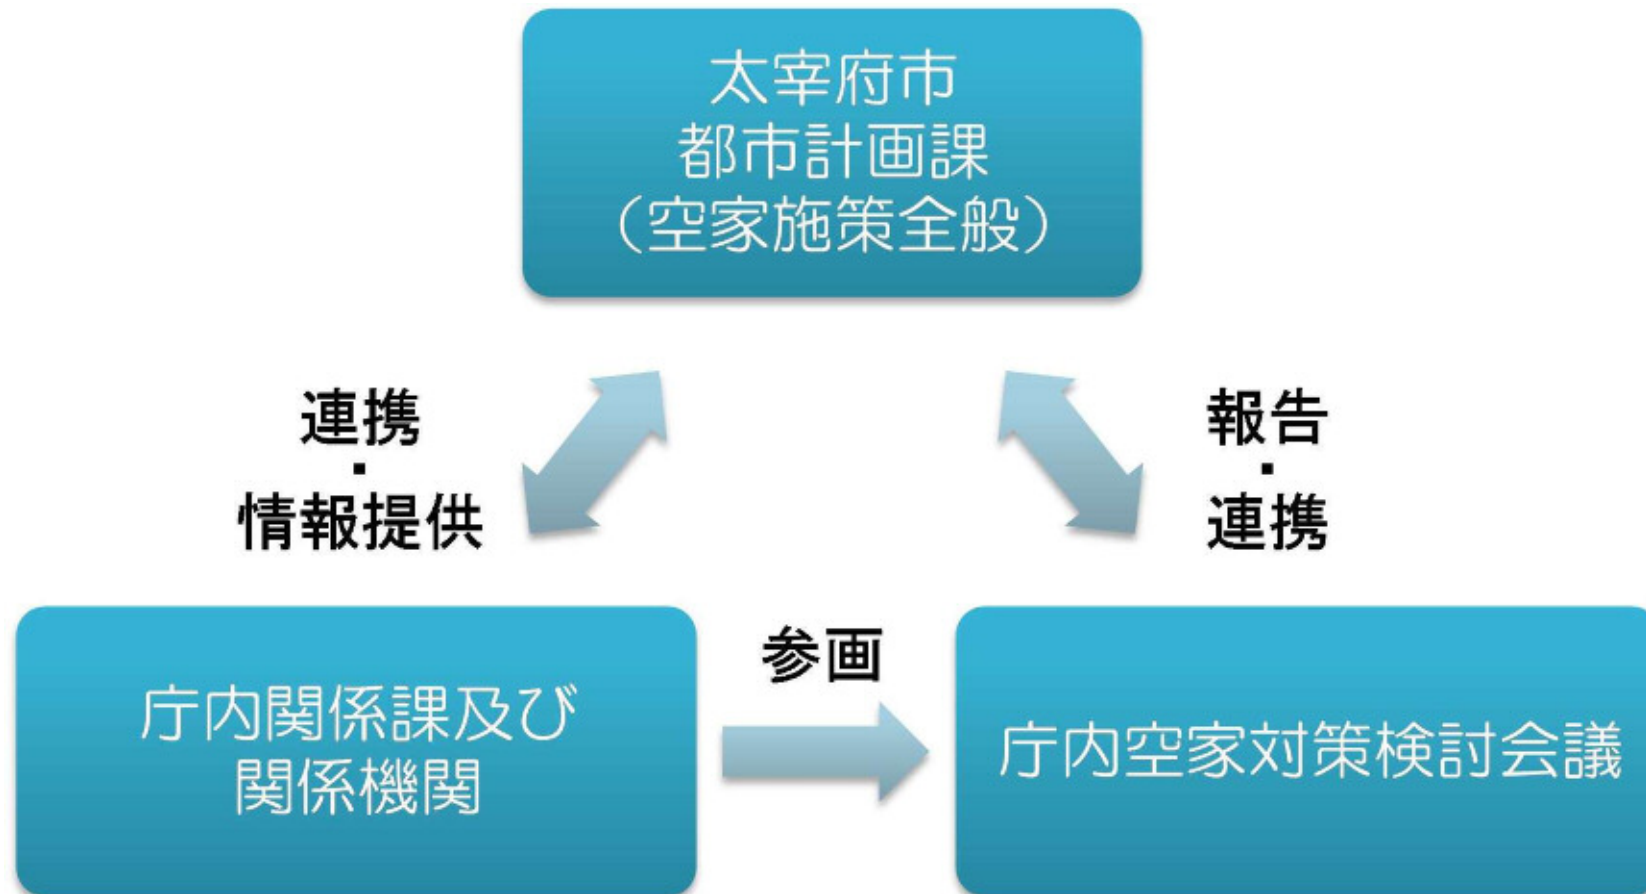 太宰府市
都市計画課
（空家施策全般）
連携
・
情報提供
報告
・
連携
参画
庁内関係課及び
関係機関
庁内空家対策検討会議